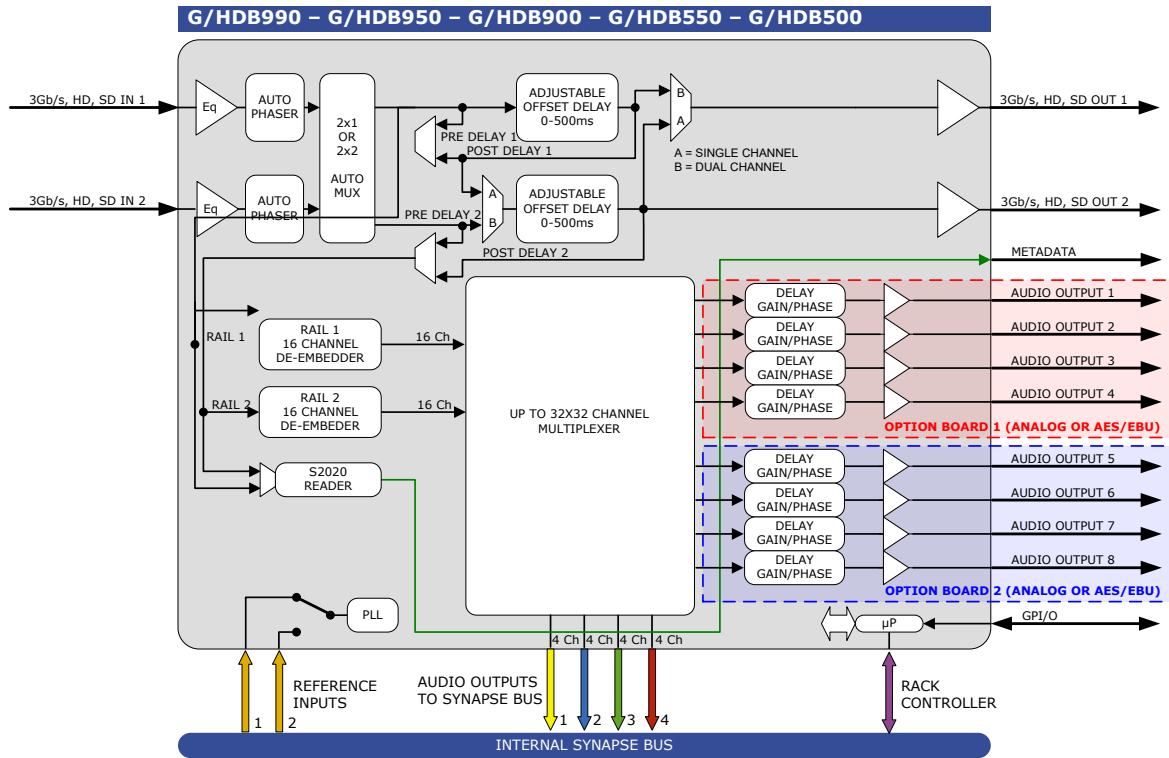 G/HDB990 – G/HDB950 – G/HDB900 – G/HDB550 – G/HDB500
3Gb/s, HD, SD IN 1
Eq
AUTO
PHASER
2x1
OR
2x2
AUTO
MUX
ADJUSTABLE
OFFSET DELAY
0-500ms
B
A
3Gb/s, HD, SD OUT 1
PRE DELAY 1
POST DELAY 1
A = SINGLE CHANNEL
B = DUAL CHANNEL
3Gb/s, HD, SD IN 2
Eq
AUTO
PHASER
PRE DELAY 2
A
B
ADJUSTABLE
OFFSET DELAY
0-500ms
3Gb/s, HD, SD OUT 2
POST DELAY 2
METADATA
RAIL 1
RAIL 1
16 CHANNEL
DE-EMBEDDER
16 Ch
RAIL 2
RAIL 2
16 CHANNEL
DE-EMBEDER
16 Ch
S2020
READER
UP TO 32X32 CHANNEL
MULTIPLEXER
DELAY
GAIN/PHASE
AUDIO OUTPUT 1
DELAY
GAIN/PHASE
AUDIO OUTPUT 2
DELAY
GAIN/PHASE
AUDIO OUTPUT 3
DELAY
GAIN/PHASE
AUDIO OUTPUT 4
OPTION BOARD 1 (ANALOG OR AES/EBU)
DELAY
GAIN/PHASE
AUDIO OUTPUT 5
DELAY
GAIN/PHASE
AUDIO OUTPUT 6
DELAY
GAIN/PHASE
AUDIO OUTPUT 7
DELAY
GAIN/PHASE
AUDIO OUTPUT 8
OPTION BOARD 2 (ANALOG OR AES/EBU)
PLL
µP
GPI/O
4 Ch
4 Ch
4 Ch
4 Ch
REFERENCE
INPUTS
1
2
AUDIO OUTPUTS
TO SYNAPSE BUS
1
2
3
4
RACK
CONTROLLER
INTERNAL SYNAPSE BUS